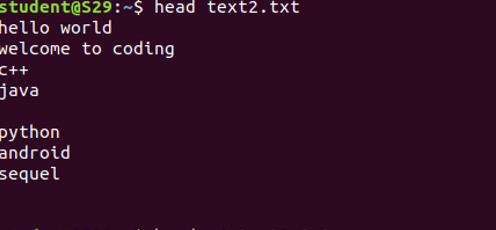 student@S29:~$ head text2.txt
hello world
welcome to coding
c++
java
python
android
sequel